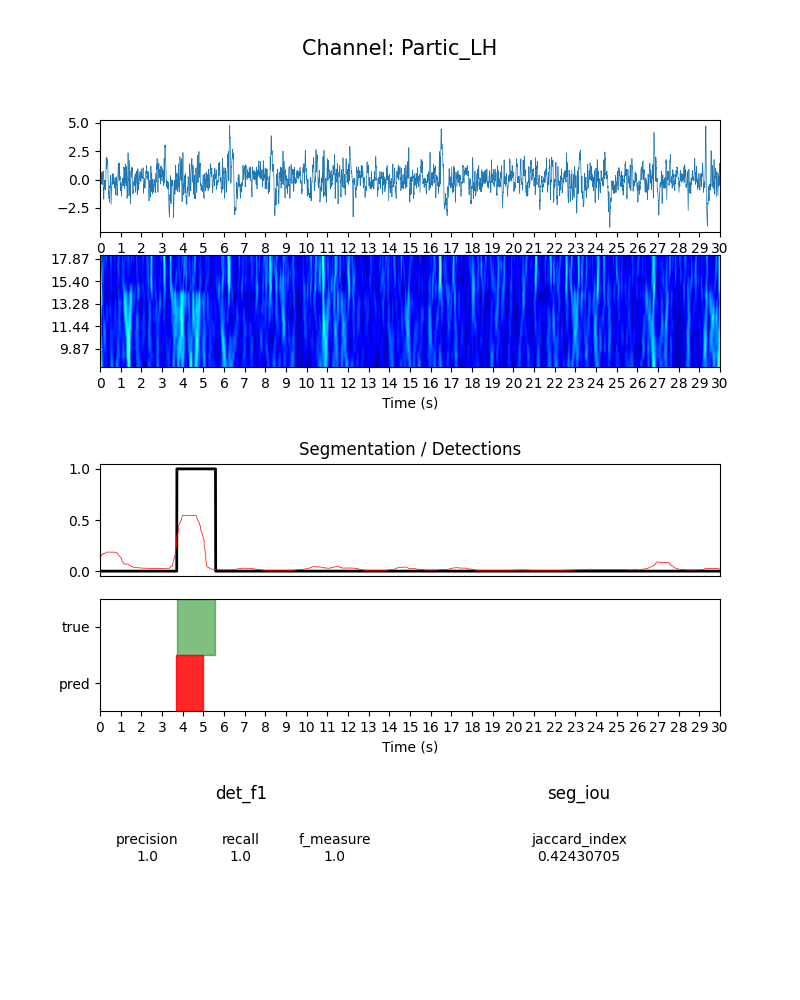 Channel: Partic_LH
5.0
2.5
0.0
−2.5
0 1 2 3 4 5 6 7 8 9 10 11 12 13 14 15 16 17 18 19 20 21 22 23 24 25 26 27 28 29 30
17.87
15.40
13.28
11.44
9.87
0 1 2 3 4 5 6 7 8 9 10 11 12 13 14 15 16 17 18 19 20 21 22 23 24 25 26 27 28 29 30
Time (s)
Segmentation / Detections
1.0
0.5
0.0
true
pred
0 1 2 3 4 5 6 7 8 9 10 11 12 13 14 15 16 17 18 19 20 21 22 23 24 25 26 27 28 29 30
Time (s)
det_f1 seg_iou
precision recall f_measure jaccard_index
1.0 1.0 1.0 0.42430705